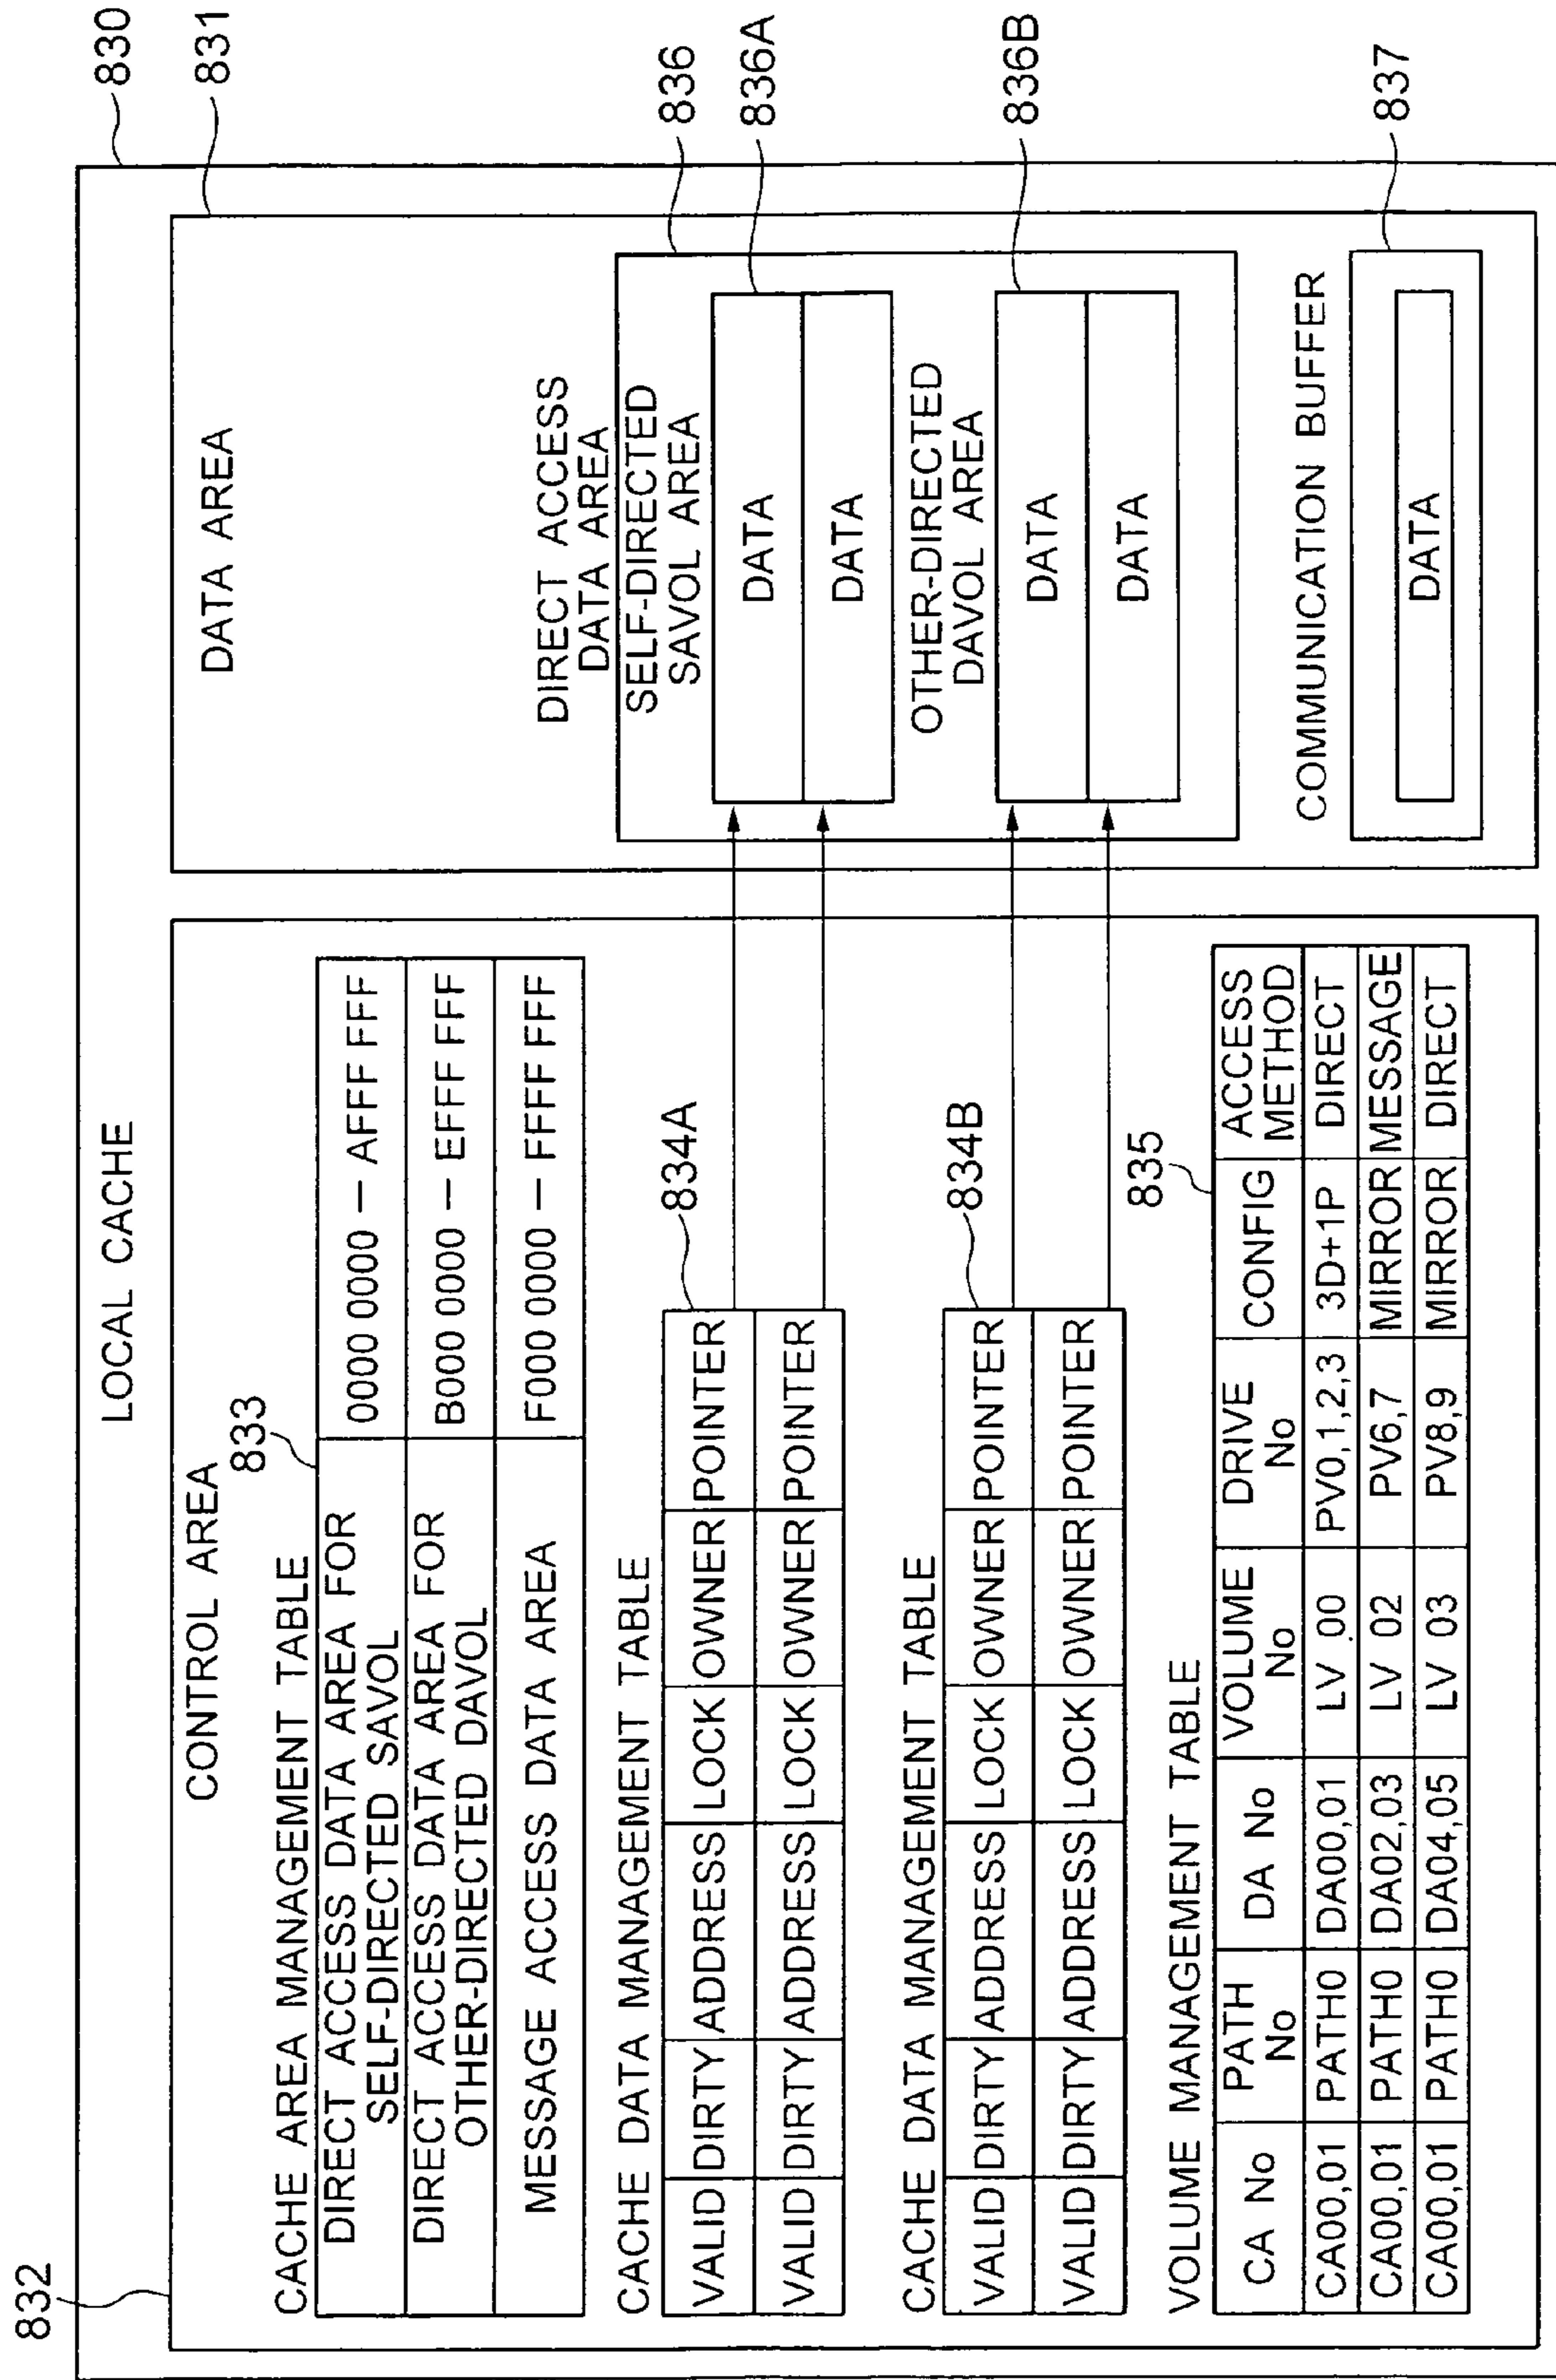 LOCAL CACHE
830
832
CONTROL AREA
CACHE AREA MANAGEMENT TABLE
833
DIRECT ACCESS DATA AREA FOR
SELF-DIRECTED SAVOL
0000 0000 — AFFF FFF
DIRECT ACCESS DATA AREA FOR
OTHER-DIRECTED DAVOL
B000 0000 — EFFF FFF
MESSAGE ACCESS DATA AREA
F000 0000 — FFFF FFF
CACHE DATA MANAGEMENT TABLE
834A
VALID DIRTY ADDRESS LOCK OWNER POINTER
VALID DIRTY ADDRESS LOCK OWNER POINTER
CACHE DATA MANAGEMENT TABLE
834B
VALID DIRTY ADDRESS LOCK OWNER POINTER
VALID DIRTY ADDRESS LOCK OWNER POINTER
VOLUME MANAGEMENT TABLE
835
CA No PATH No DA No VOLUME No DRIVE No CONFIG ACCESS METHOD
CA00,01 PATH0 DA00,01 LV 00 PV0,1,2,3 3D+1P DIRECT
CA00,01 PATH0 DA02,03 LV 02 PV6,7 MIRROR MESSAGE
CA00,01 PATH0 DA04,05 LV 03 PV8,9 MIRROR DIRECT
DATA AREA
831
DIRECT ACCESS
DATA AREA
836
SELF-DIRECTED
SAVOL AREA
836A
DATA
DATA
OTHER-DIRECTED
DAVOL AREA
836B
DATA
DATA
COMMUNICATION BUFFER
837
DATA